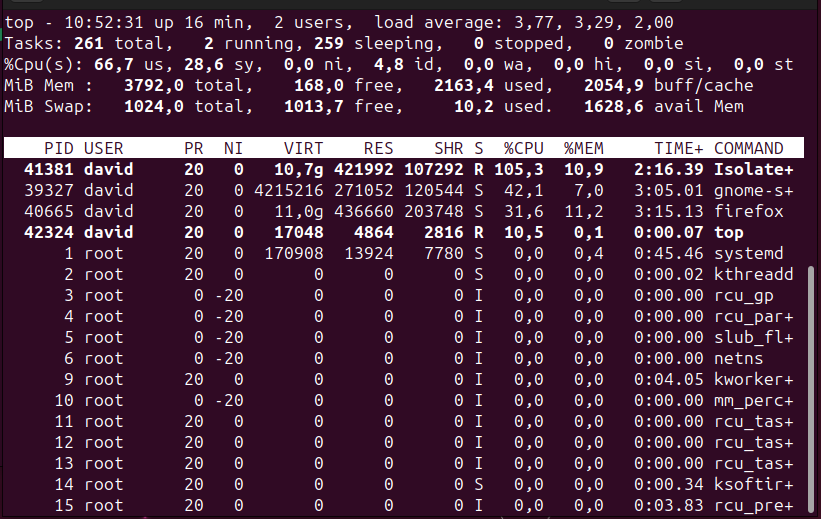 top - 10:52:31 up 16 min,  2 users,  load average: 3,77, 3,29, 2,00
Tasks: 261 total,   2 running, 259 sleeping,   0 stopped,   0 zombie
%Cpu(s): 66,7 us, 28,6 sy,  0,0 ni,  4,8 id,  0,0 wa,  0,0 hi,  0,0 si,  0,0 st
MiB Mem :   3792,0 total,    168,0 free,   2163,4 used,   2054,9 buff/cache
MiB Swap:   1024,0 total,   1013,7 free,     10,2 used.   1628,6 avail Mem
PID USER      PR  NI    VIRT    RES    SHR S  %CPU  %MEM     TIME+ COMMAND
41381 david     20   0   10,7g 421992 107292 R 105,3  10,9   2:16.39 Isolate+
39327 david     20   0 4215216 271052 120544 S  42,1   7,0   3:05.01 gnome-s+
40665 david     20   0   11,0g 436660 203748 S  31,6  11,2   3:15.13 firefox
42324 david     20   0   17048   4864   2816 R  10,5   0,1   0:00.07 top
1 root      20   0  170908  13924   7780 S   0,0   0,4   0:45.46 systemd
2 root      20   0       0      0      0 S   0,0   0,0   0:00.02 kthreadd
3 root       0 -20       0      0      0 I   0,0   0,0   0:00.00 rcu_gp
4 root       0 -20       0      0      0 I   0,0   0,0   0:00.00 rcu_par+
5 root       0 -20       0      0      0 I   0,0   0,0   0:00.00 slub_fl+
6 root       0 -20       0      0      0 I   0,0   0,0   0:00.00 netns
9 root      20   0       0      0      0 I   0,0   0,0   0:04.05 kworker+
10 root       0 -20       0      0      0 I   0,0   0,0   0:00.00 mm_perc+
11 root      20   0       0      0      0 I   0,0   0,0   0:00.00 rcu_tas+
12 root      20   0       0      0      0 I   0,0   0,0   0:00.00 rcu_tas+
13 root      20   0       0      0      0 I   0,0   0,0   0:00.00 rcu_tas+
14 root      20   0       0      0      0 S   0,0   0,0   0:00.34 ksoftir+
15 root      20   0       0      0      0 I   0,0   0,0   0:03.83 rcu_pre+